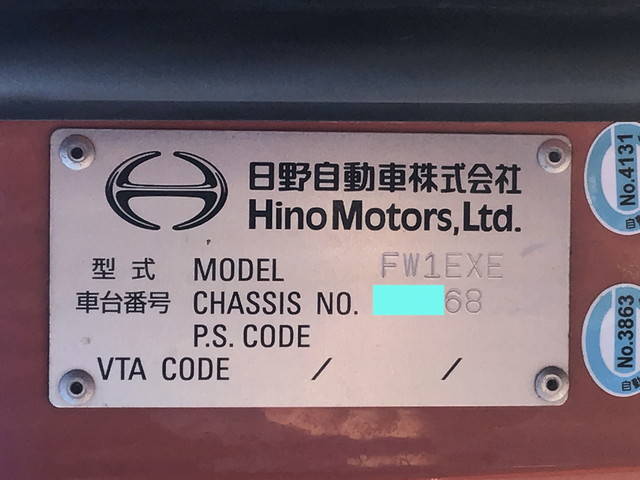 日野自動車株式会社
Hino Motors, Ltd.
型式 MODEL FW1EXE
車台番号 CHASSIS NO. 68
P.S. CODE
VTA CODE / /
No.4131
No.3863